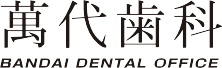 萬代歯科
BANDAI DENTAL OFFICE